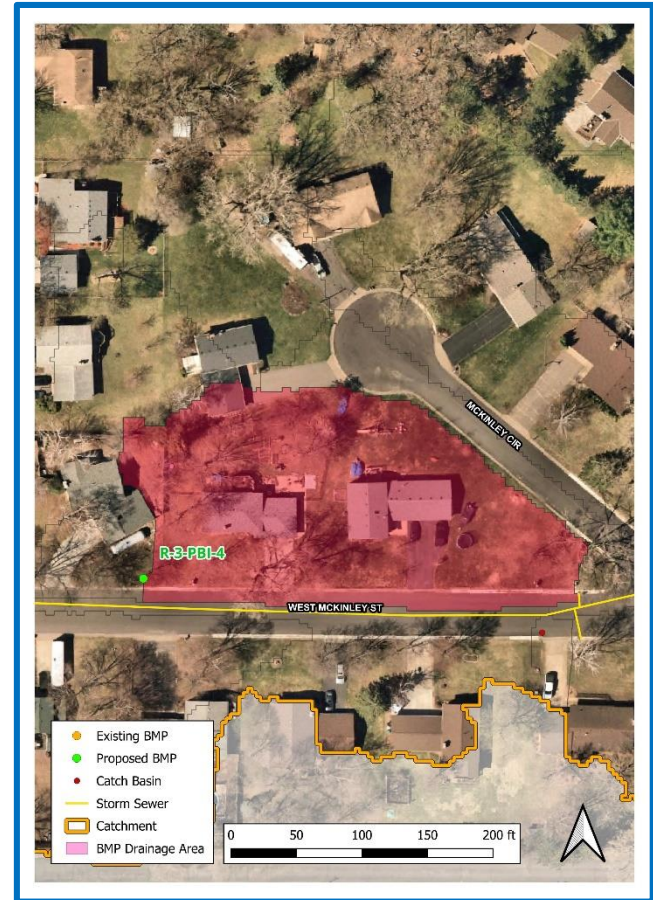 MCKINLEY CIR
R-3-PBI-4
WEST MCKINLEY ST
Existing BMP
Proposed BMP
Catch Basin
Storm Sewer
Catchment
BMP Drainage Area
0 50 100 150 200 ft